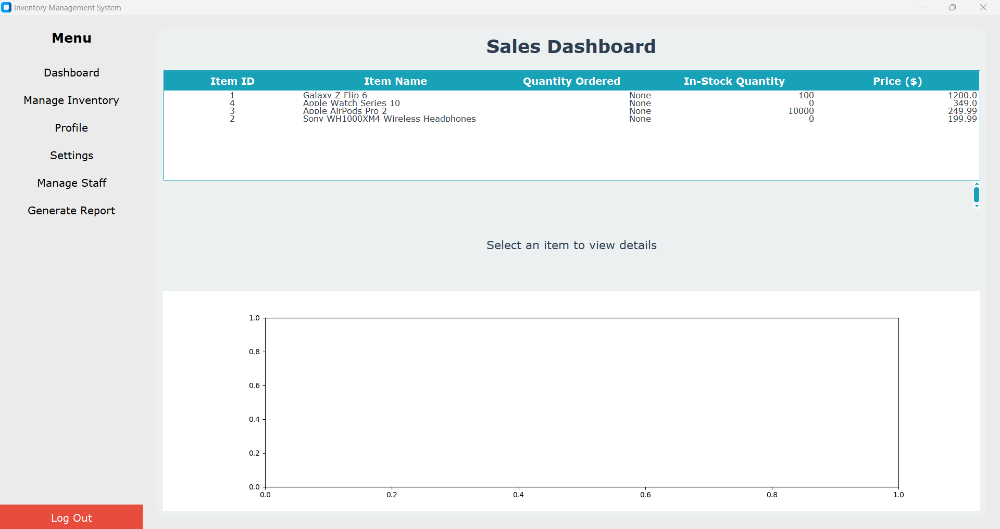 Inventory Management System
Menu
Dashboard
Manage Inventory
Profile
Settings
Manage Staff
Generate Report
Log Out
Sales Dashboard
Item ID Item Name Quantity Ordered In-Stock Quantity Price ($)
1 Galaxy Z Flip 6 None 100 1200.0
4 Apple Watch Series 10 None 0 349.0
3 Apple AirPods Pro 2 None 10000 249.99
2 Sony WH1000XM4 Wireless Headphones None 0 199.99
Select an item to view details
1.0
0.8
0.6
0.4
0.2
0.0
0.0 0.2 0.4 0.6 0.8 1.0